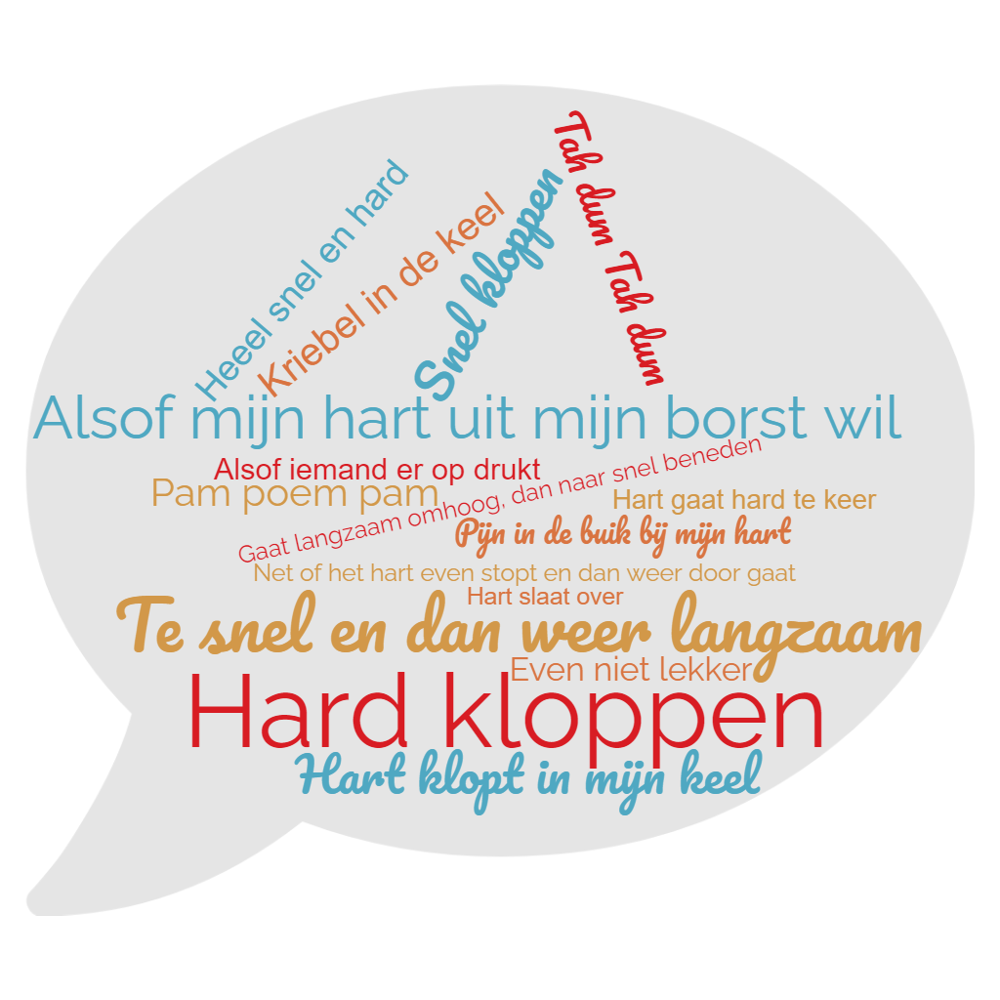 Tah dum Tah dum
Heeel snel en hard
Kriebel in de keel
Snel kloppen
Alsof mijn hart uit mijn borst wil
Alsof iemand er op drukt
Gaat langzaam omhoog, dan naar snel beneden
Pam poem pam
Hart gaat hard te keer
Pijn in de buik bij mijn hart
Net of het hart even stopt en dan weer door gaat
Hart slaat over
Te snel en dan weer langzaam
Even niet lekker
Hard kloppen
Hart klopt in mijn keel